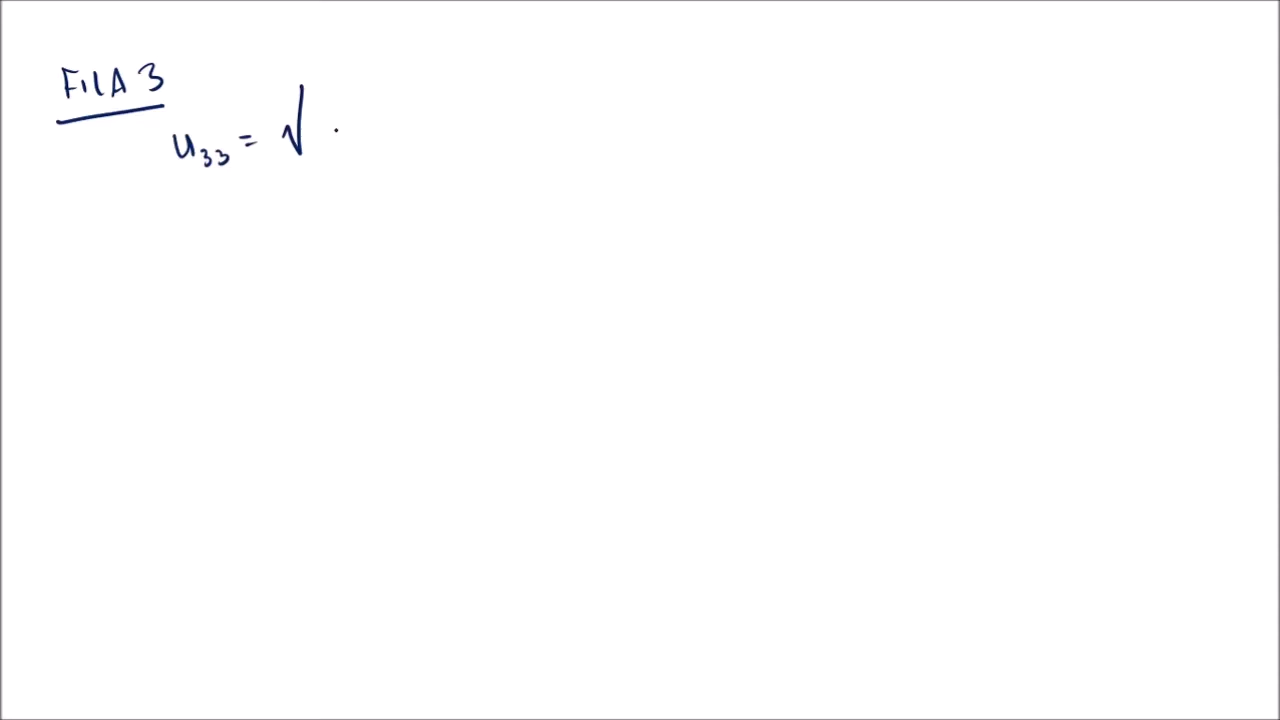 FILA 3
u₃₃ = √